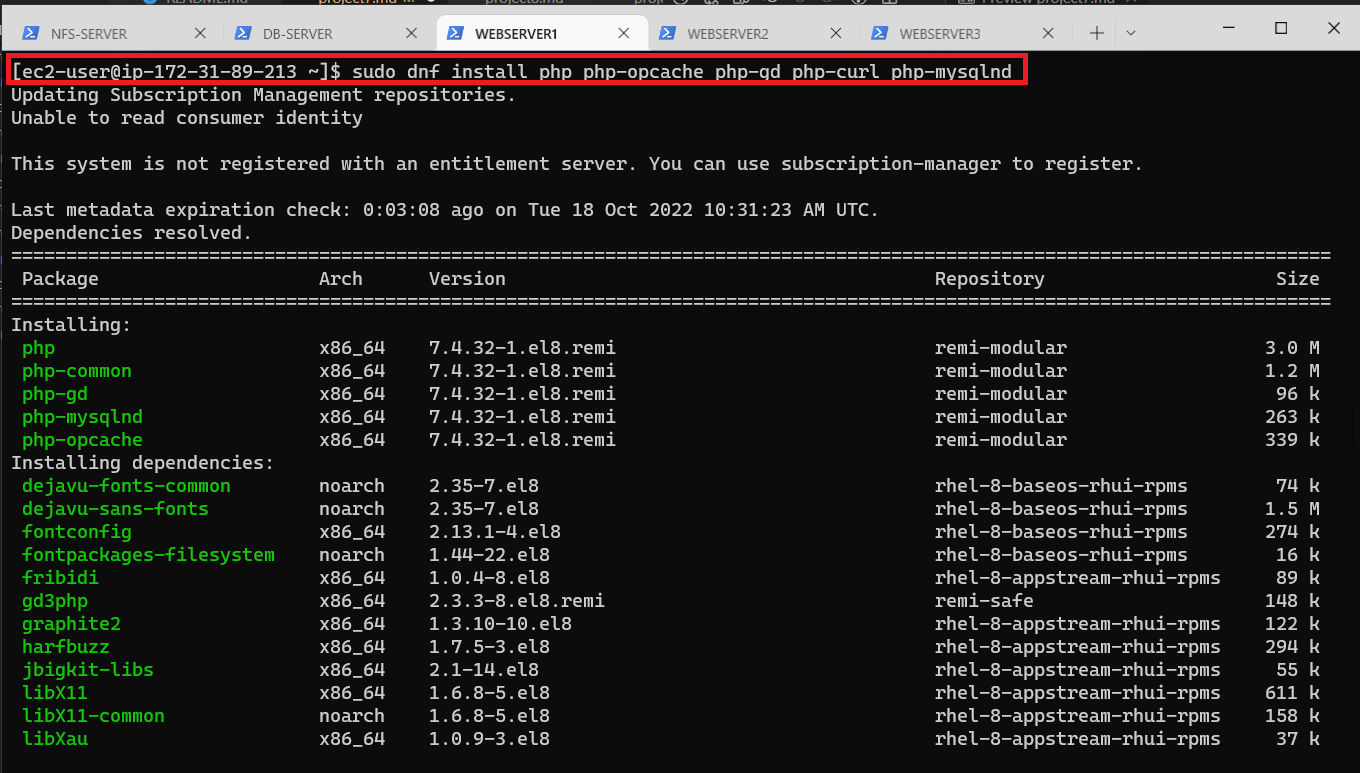 README.md project7.md M project6.md Preview project7.md
NFS-SERVER DB-SERVER WEBSERVER1 WEBSERVER2 WEBSERVER3
[ec2-user@ip-172-31-89-213 ~]$ sudo dnf install php php-opcache php-gd php-curl php-mysqlnd
Updating Subscription Management repositories.
Unable to read consumer identity
This system is not registered with an entitlement server. You can use subscription-manager to register.
Last metadata expiration check: 0:03:08 ago on Tue 18 Oct 2022 10:31:23 AM UTC.
Dependencies resolved.
================================================================================================================================
Package Arch Version Repository Size
================================================================================================================================
Installing:
php x86_64 7.4.32-1.el8.remi remi-modular 3.0 M
php-common x86_64 7.4.32-1.el8.remi remi-modular 1.2 M
php-gd x86_64 7.4.32-1.el8.remi remi-modular 96 k
php-mysqlnd x86_64 7.4.32-1.el8.remi remi-modular 263 k
php-opcache x86_64 7.4.32-1.el8.remi remi-modular 339 k
Installing dependencies:
dejavu-fonts-common noarch 2.35-7.el8 rhel-8-baseos-rhui-rpms 74 k
dejavu-sans-fonts noarch 2.35-7.el8 rhel-8-baseos-rhui-rpms 1.5 M
fontconfig x86_64 2.13.1-4.el8 rhel-8-baseos-rhui-rpms 274 k
fontpackages-filesystem noarch 1.44-22.el8 rhel-8-baseos-rhui-rpms 16 k
fribidi x86_64 1.0.4-8.el8 rhel-8-appstream-rhui-rpms 89 k
gd3php x86_64 2.3.3-8.el8.remi remi-safe 148 k
graphite2 x86_64 1.3.10-10.el8 rhel-8-appstream-rhui-rpms 122 k
harfbuzz x86_64 1.7.5-3.el8 rhel-8-appstream-rhui-rpms 294 k
jbigkit-libs x86_64 2.1-14.el8 rhel-8-appstream-rhui-rpms 55 k
libX11 x86_64 1.6.8-5.el8 rhel-8-appstream-rhui-rpms 611 k
libX11-common noarch 1.6.8-5.el8 rhel-8-appstream-rhui-rpms 158 k
libXau x86_64 1.0.9-3.el8 rhel-8-appstream-rhui-rpms 37 k